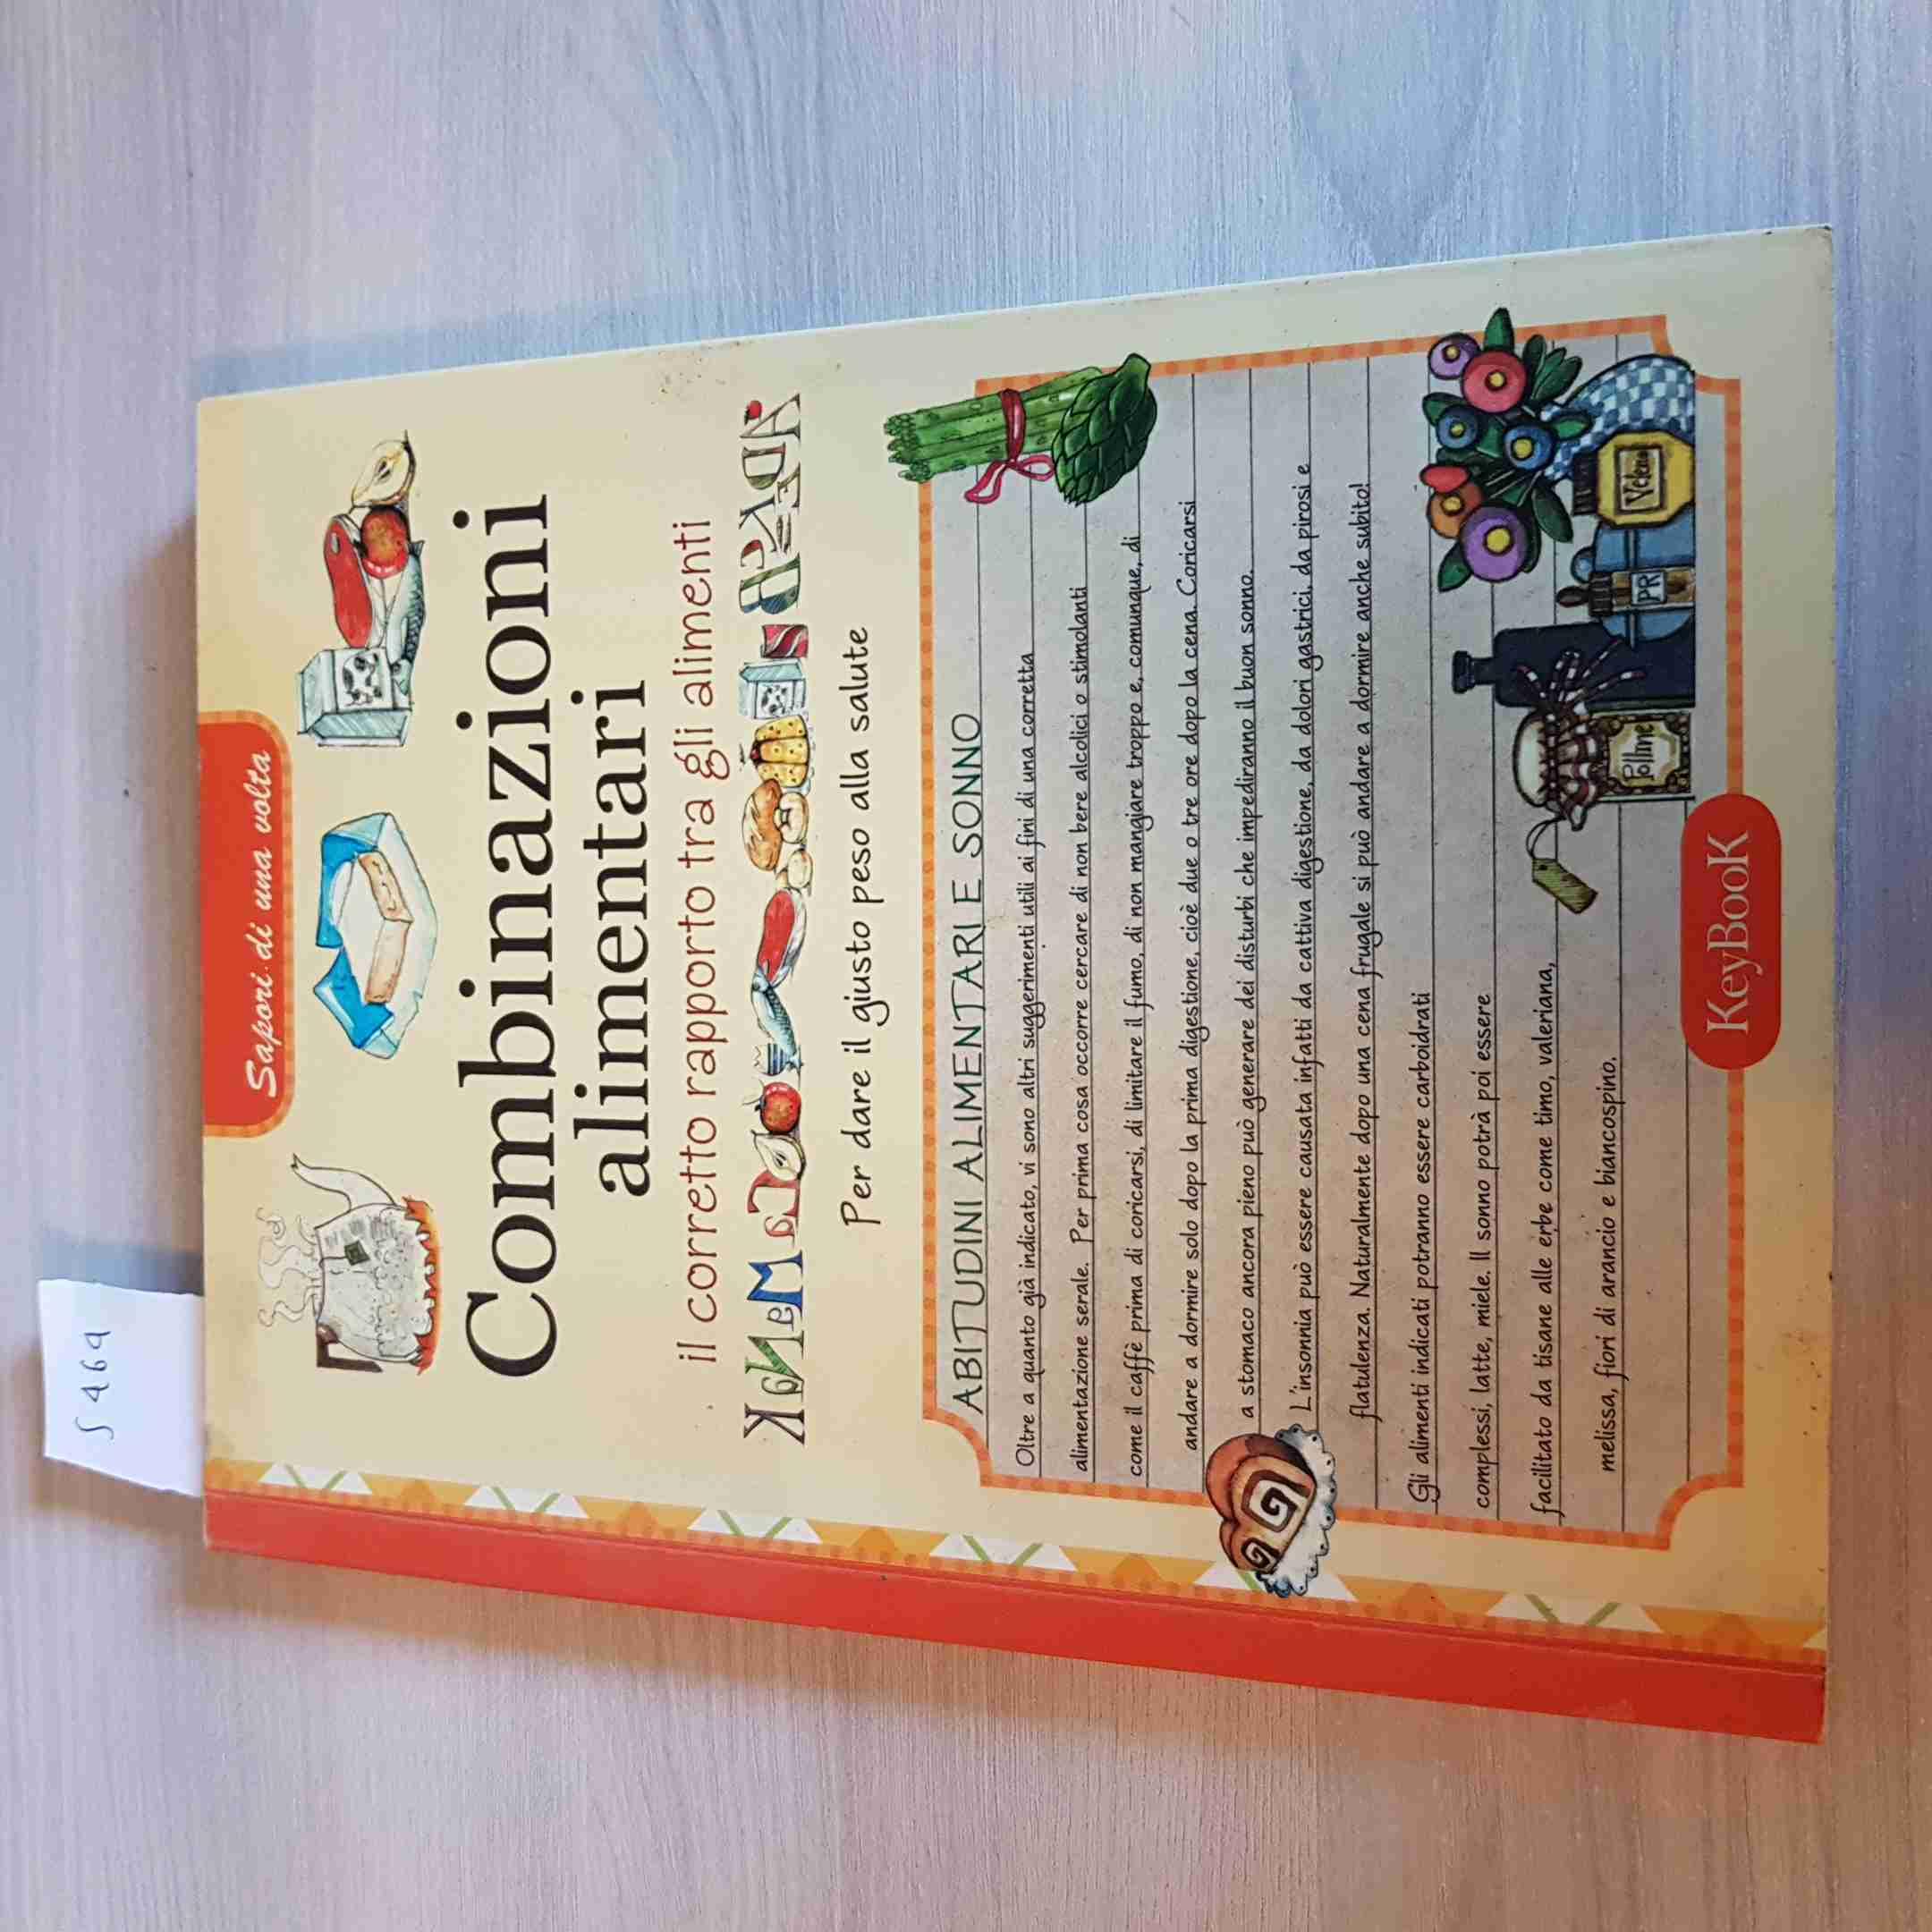 S 469
Sapori di una volta
Combinazioni
alimentari
il corretto rapporto tra gli alimenti
Per dare il giusto peso alla salute
ABITUDINI ALIMENTARI E SONNO
Oltre a quanto già indicato, vi sono altri suggerimenti utili ai fini di una corretta
alimentazione serale. Per prima cosa occorre cercare di non bere alcolici o stimolanti
come il caffè prima di coricarsi, di limitare il fumo, di non mangiare troppo e, comunque, di
andare a dormire solo dopo la prima digestione, cioè due o tre ore dopo la cena. Coricarsi
a stomaco ancora pieno può generare dei disturbi che impediranno il buon sonno.
L'insonnia può essere causata infatti da cattiva digestione, da dolori gastrici, da pirosi e
flatulenza. Naturalmente dopo una cena frugale si può andare a dormire anche subito!
Gli alimenti indicati potranno essere carboidrati
complessi, latte, miele. Il sonno potrà poi essere
facilitato da tisane alle erbe come timo, valeriana,
melissa, fiori di arancio e biancospino.
Polline
PR
KeyBook